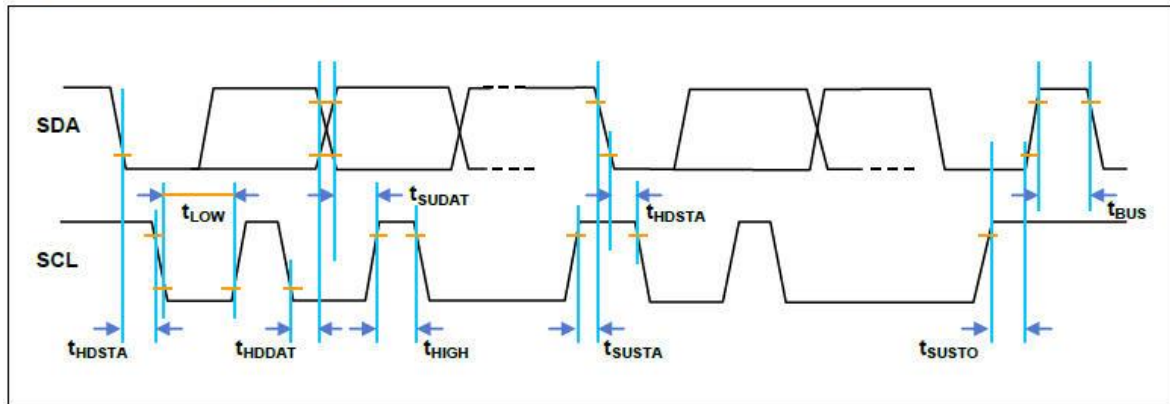 SDA
tSUDAT
tLOW
tHDSTA
tBUS
SCL
tHDSTA
tHDDAT
tHIGH
tSUSTA
tSUSTO